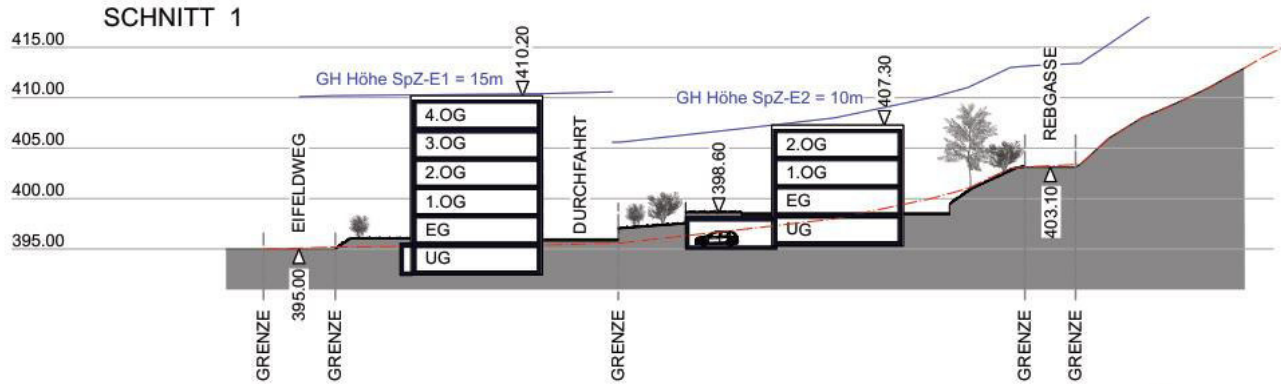 SCHNITT 1
415.00
410.00
405.00
400.00
395.00
GH Höhe SpZ-E1 = 15m
410.20
GH Höhe SpZ-E2 = 10m
407.30
REBGASSE
EIFELDWEG
4.OG
3.OG
2.OG
1.OG
EG
UG
DURCHFAHRT
398.60
2.OG
1.OG
EG
UG
403.10
395.00
GRENZE
GRENZE
GRENZE
GRENZE
GRENZE